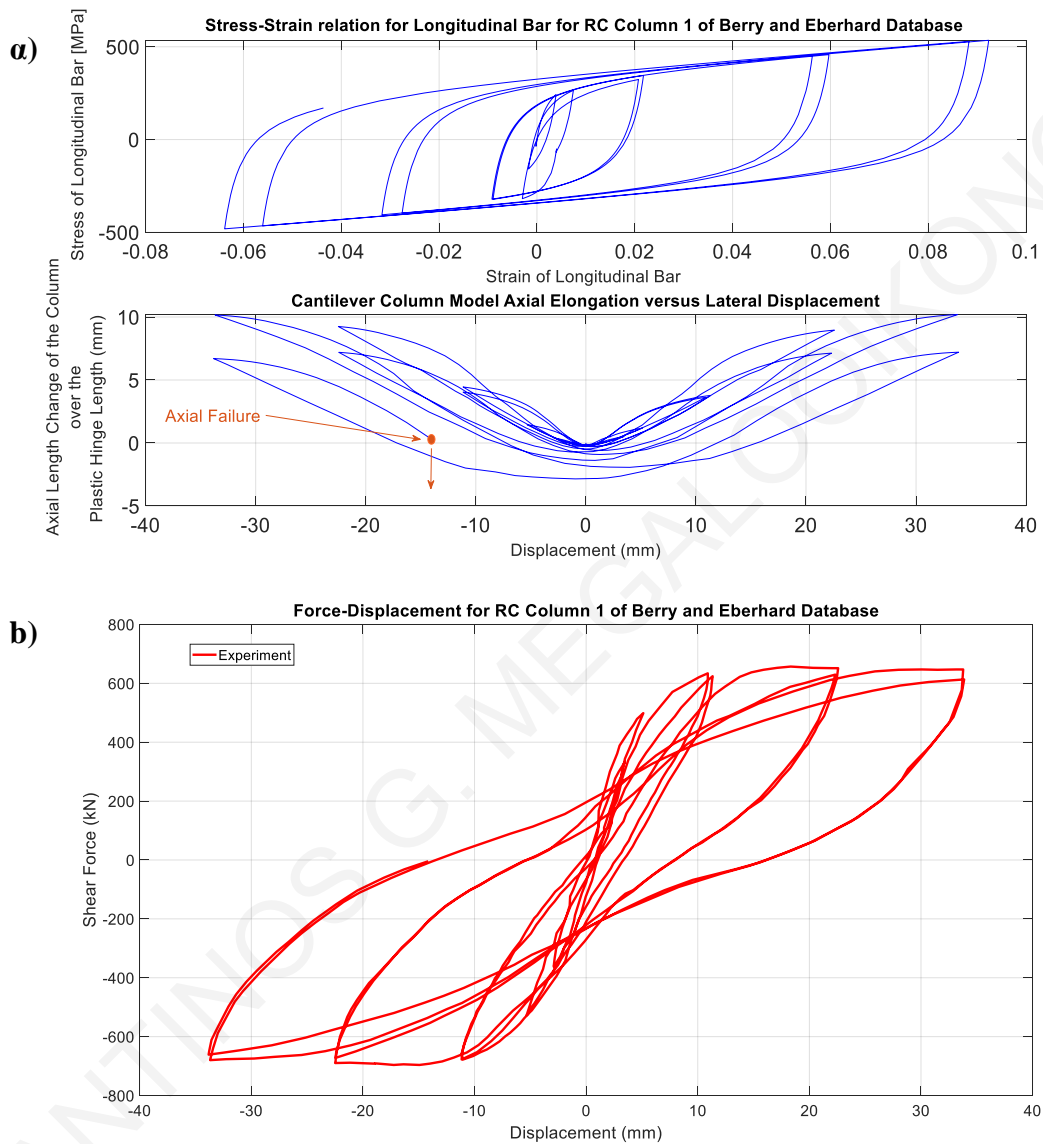 α)
Stress-Strain relation for Longitudinal Bar for RC Column 1 of Berry and Eberhard Database
Stress of Longitudinal Bar [MPa]
500
0
-500
-0.08 -0.06 -0.04 -0.02 0 0.02 0.04 0.06 0.08 0.1
Strain of Longitudinal Bar
Cantilever Column Model Axial Elongation versus Lateral Displacement
Axial Length Change of the Column
over the
Plastic Hinge Length (mm)
10
5
0
-5
Axial Failure
-40 -30 -20 -10 0 10 20 30 40
Displacement (mm)
b)
Force-Displacement for RC Column 1 of Berry and Eberhard Database
Shear Force (kN)
800
600
400
200
0
-200
-400
-600
-800
Experiment
-40 -30 -20 -10 0 10 20 30 40
Displacement (mm)
ANTINOS G. MEGALOOIKONO